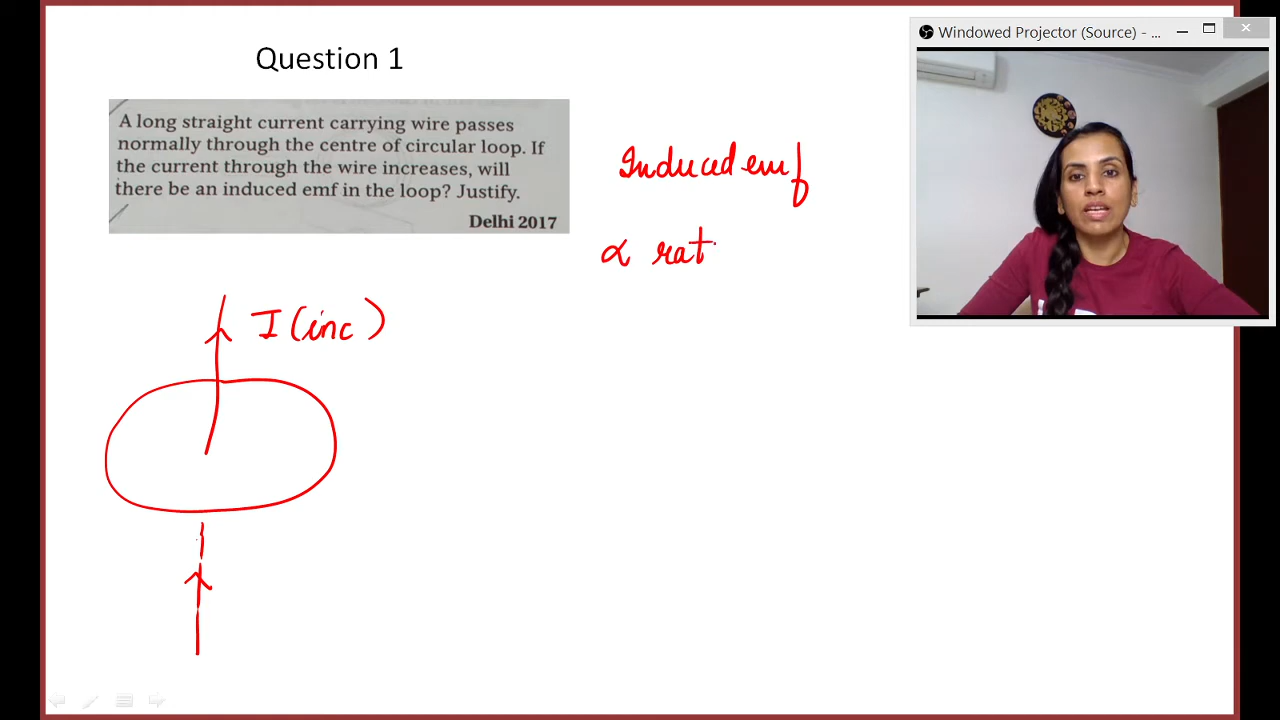 Question 1
Windowed Projector (Source) - ...
A long straight current carrying wire passes
normally through the centre of circular loop. If
the current through the wire increases, will
there be an induced emf in the loop? Justify.
Delhi 2017
Induced emf
∝ rat
I (inc)